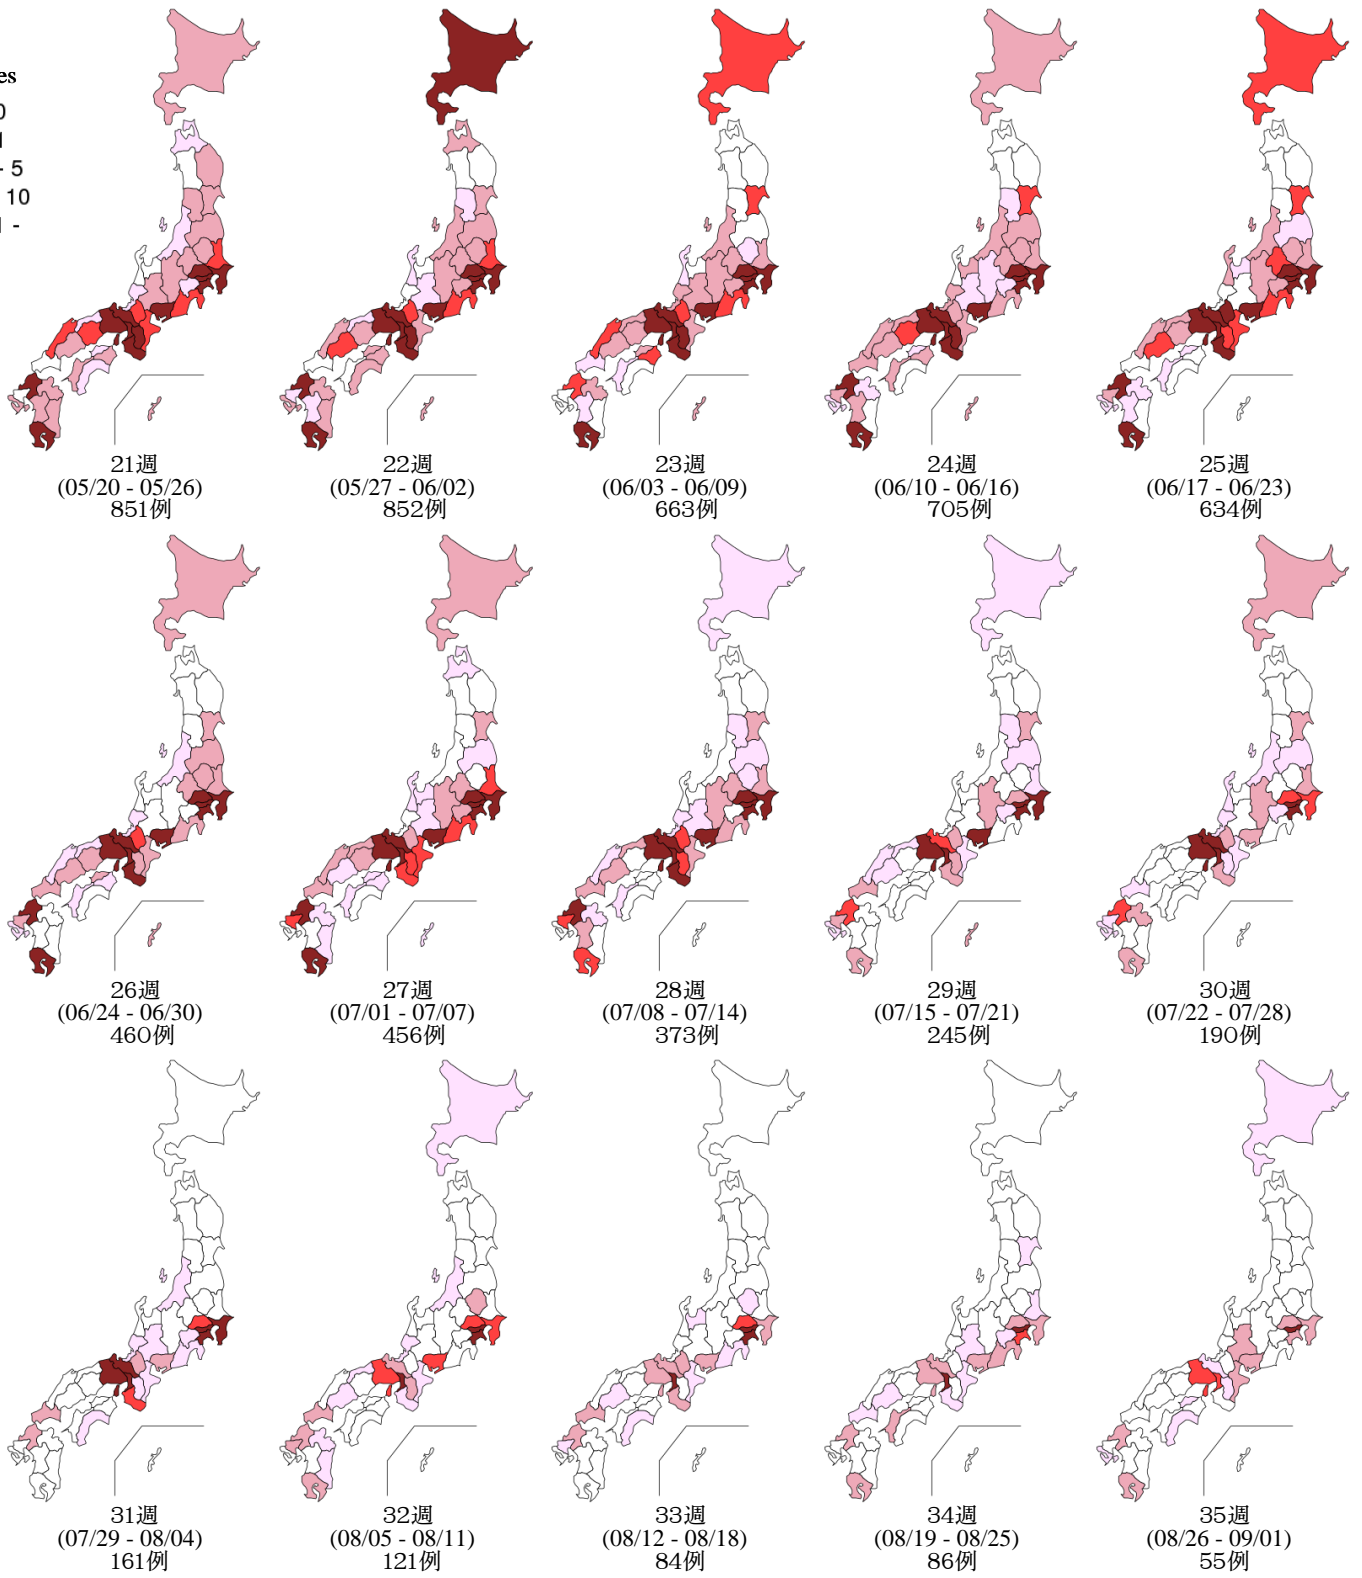 es
0
1
- 5
10
1 -
21週
(05/20 - 05/26)
851例
22週
(05/27 - 06/02)
852例
23週
(06/03 - 06/09)
663例
24週
(06/10 - 06/16)
705例
25週
(06/17 - 06/23)
634例
26週
(06/24 - 06/30)
460例
27週
(07/01 - 07/07)
456例
28週
(07/08 - 07/14)
373例
29週
(07/15 - 07/21)
245例
30週
(07/22 - 07/28)
190例
31週
(07/29 - 08/04)
161例
32週
(08/05 - 08/11)
121例
33週
(08/12 - 08/18)
84例
34週
(08/19 - 08/25)
86例
35週
(08/26 - 09/01)
55例